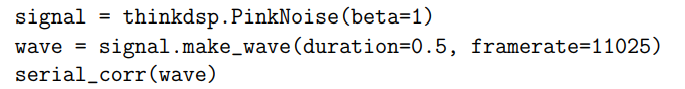 signal = thinkdsp.PinkNoise(beta=1)
wave = signal.make_wave(duration=0.5, framerate=11025)
serial_corr(wave)